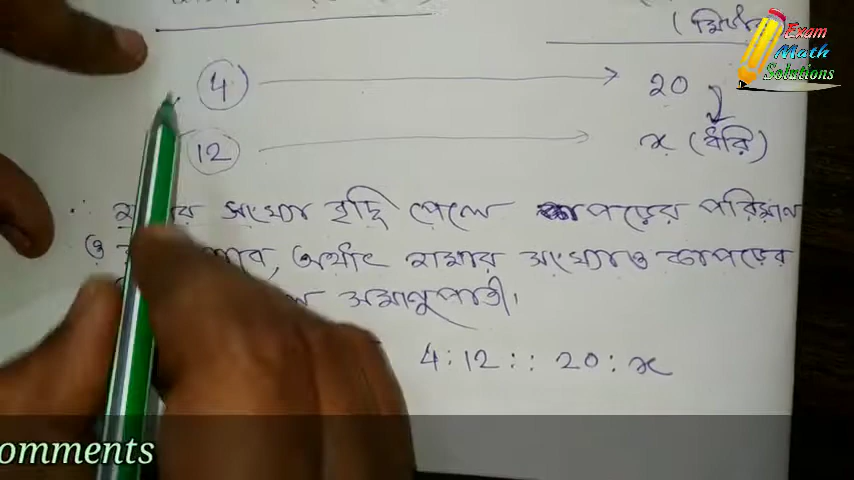 (মিটার)
Exam
Math
Solutions
4 → 20
12 → x (ধরি)
∴ সংখ্যা বৃদ্ধি পেলে কাপড়ের পরিমান
ও অর্থাৎ জামার সংখ্যাও কাপড়ের
সমানুপাতী।
4 : 12 : : 20 : x
omments